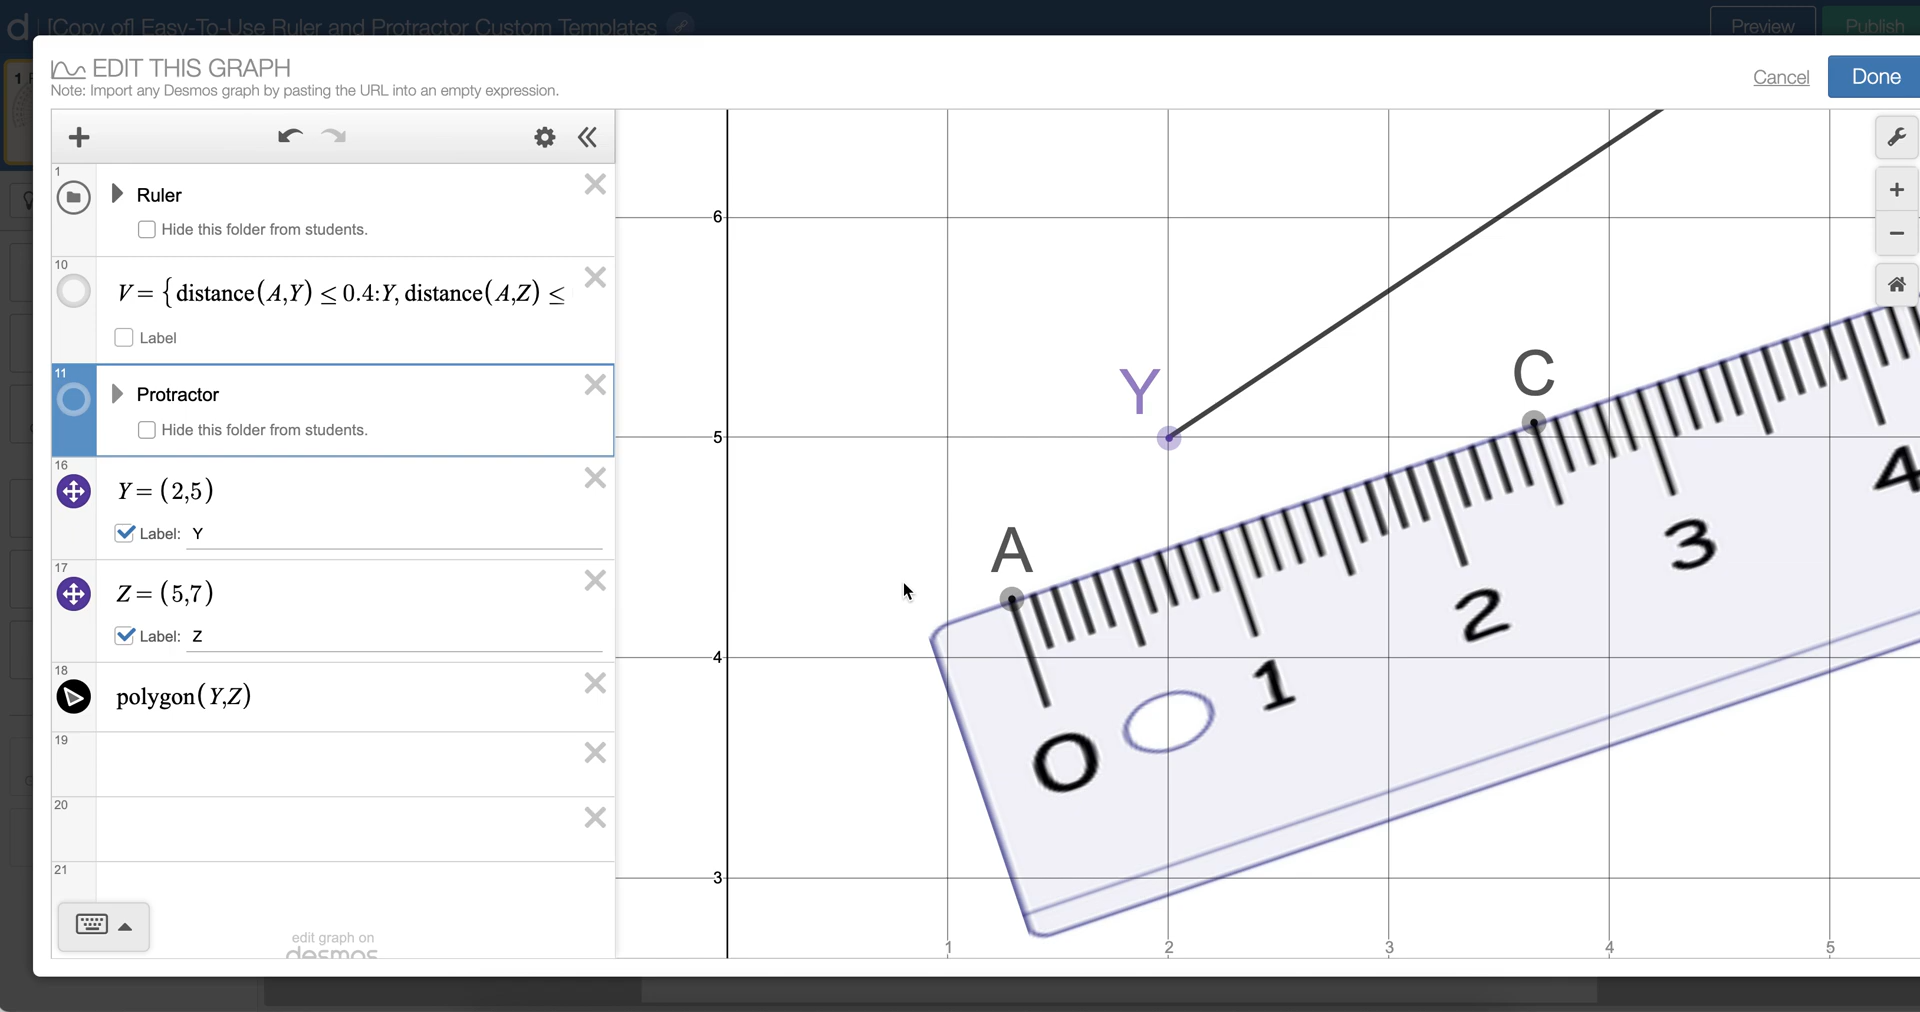 d [Copy of] Easy-To-Use Ruler and Protractor Custom Templates Preview Publish
EDIT THIS GRAPH
Note: Import any Desmos graph by pasting the URL into an empty expression.
Cancel Done
1
1 Ruler
Hide this folder from students.
10 V = {distance(A,Y) ≤ 0.4:Y, distance(A,Z) ≤
Label
11 Protractor
Hide this folder from students.
16 Y = (2,5)
Label: Y
17 Z = (5,7)
Label: Z
18 polygon(Y,Z)
19
20
21
edit graph on
desmos
6
5
4
3
1 2 3 4 5
Y
C
A
0 1 2 3 4